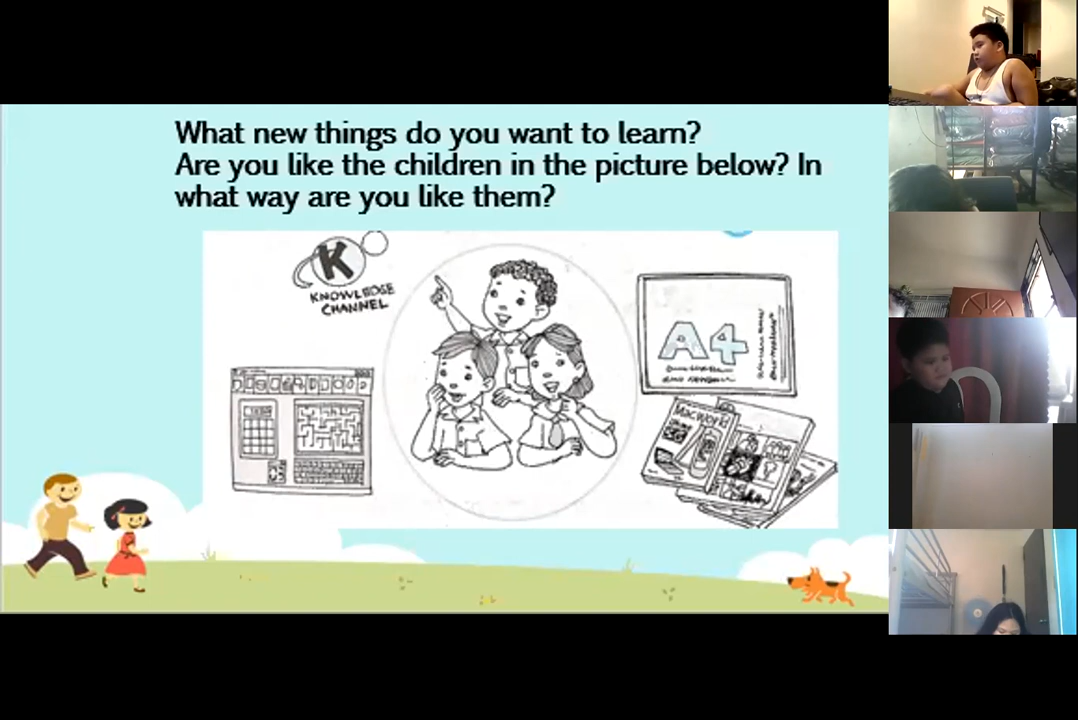 What new things do you want to learn?
Are you like the children in the picture below? In
what way are you like them?
K
KNOWLEDGE
CHANNEL
A4
MacWorld